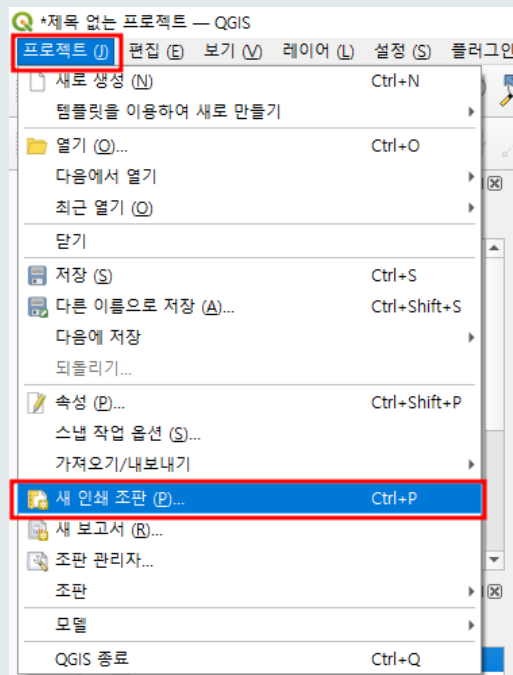 *제목 없는 프로젝트 — QGIS
프로젝트 (J) 편집 (E) 보기 (V) 레이어 (L) 설정 (S) 플러그인
새로 생성 (N) Ctrl+N
템플릿을 이용하여 새로 만들기
열기 (O)... Ctrl+O
다음에서 열기
최근 열기 (O)
닫기
저장 (S) Ctrl+S
다른 이름으로 저장 (A)... Ctrl+Shift+S
다음에 저장
되돌리기...
속성 (P)... Ctrl+Shift+P
스냅 작업 옵션 (S)...
가져오기/내보내기
새 인쇄 조판 (P)... Ctrl+P
새 보고서 (R)...
조판 관리자...
조판
모델
QGIS 종료 Ctrl+Q